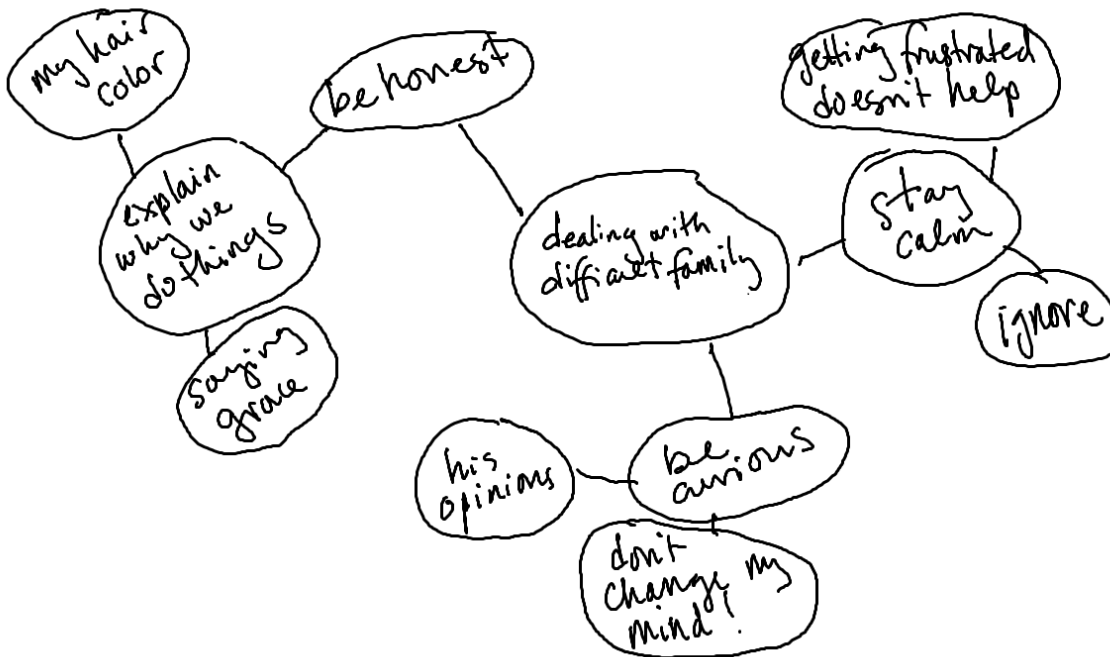 my hair
color
be honest
getting frustrated
doesn't help
explain
why we
do things
saying
grace
dealing with
difficult family
stay
calm
ignore
be
curious
his
opinions
don't
change my
mind!